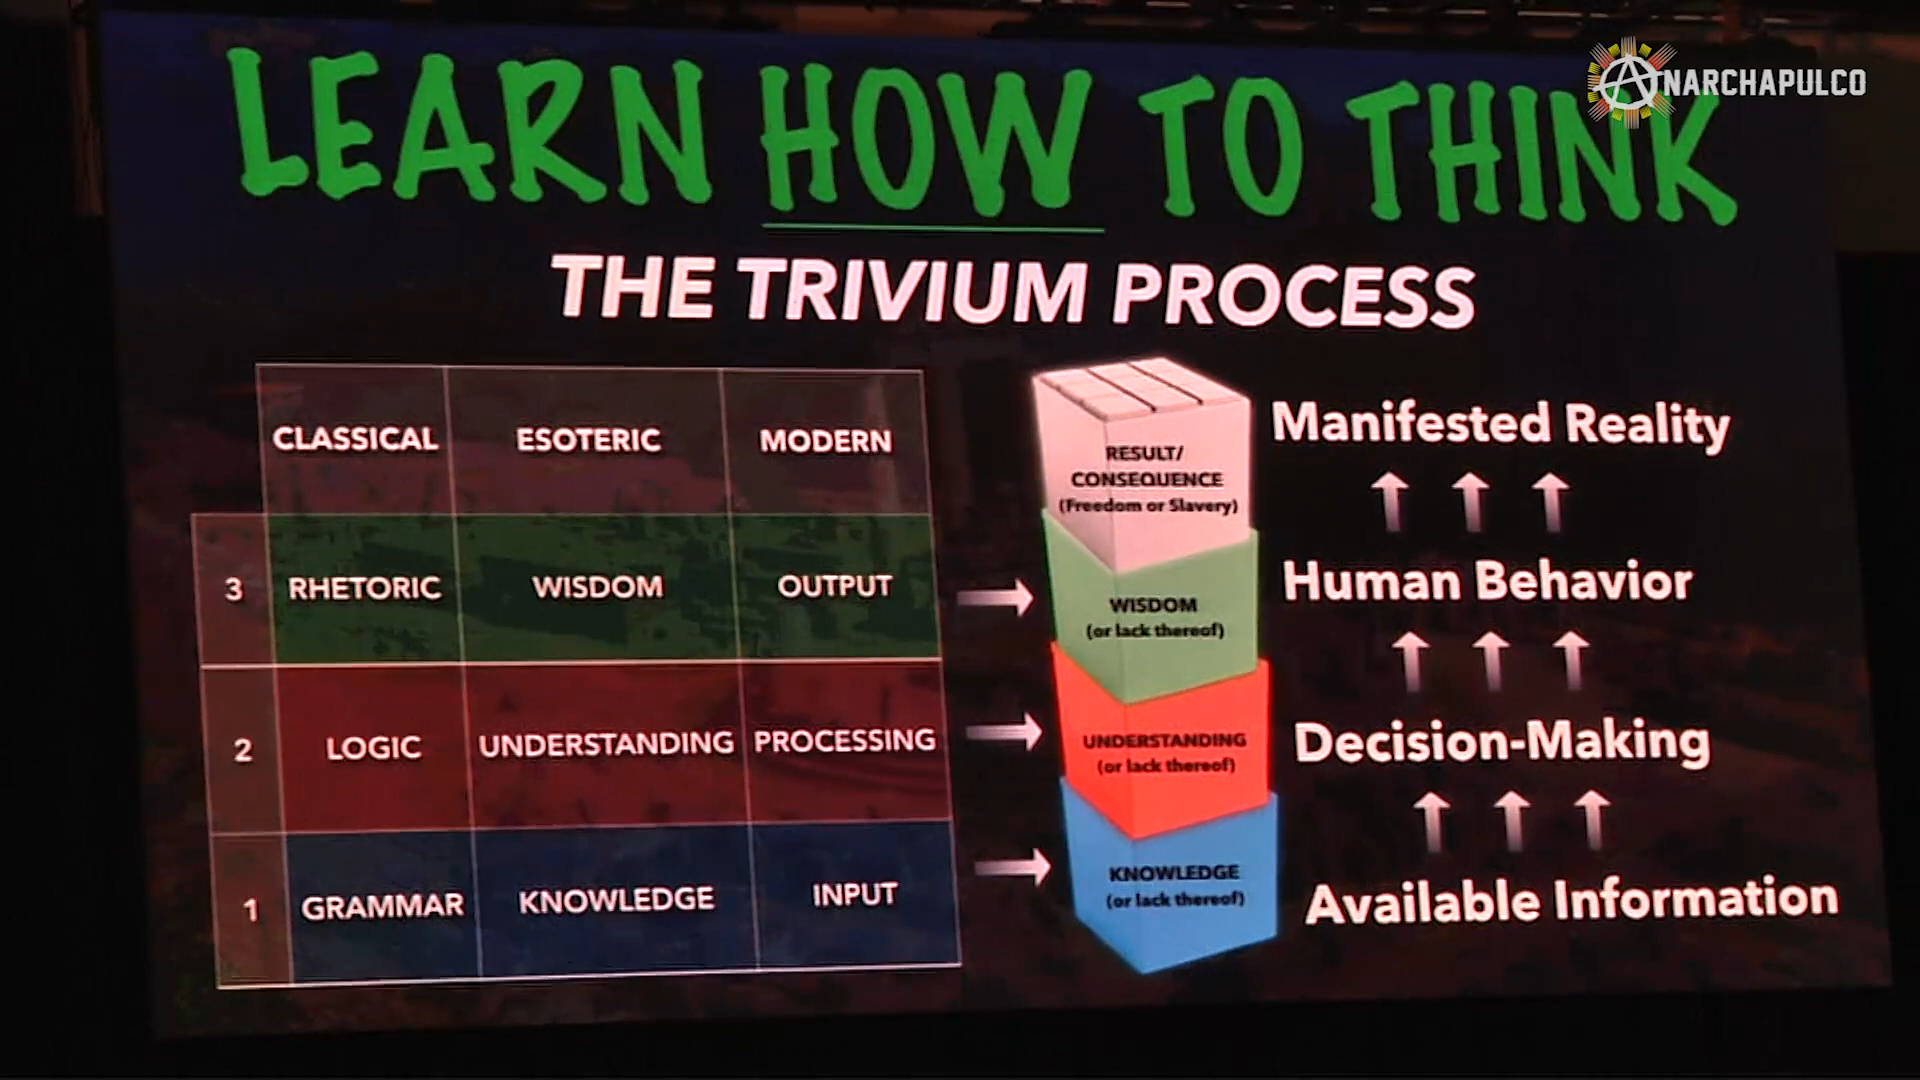 ANARCHAPULCO
LEARN HOW TO THINK
THE TRIVIUM PROCESS
CLASSICAL ESOTERIC MODERN
3 RHETORIC WISDOM OUTPUT
2 LOGIC UNDERSTANDING PROCESSING
1 GRAMMAR KNOWLEDGE INPUT
RESULT/
CONSEQUENCE
(Freedom or Slavery)
WISDOM
(or lack thereof)
UNDERSTANDING
(or lack thereof)
KNOWLEDGE
(or lack thereof)
Manifested Reality
Human Behavior
Decision-Making
Available Information